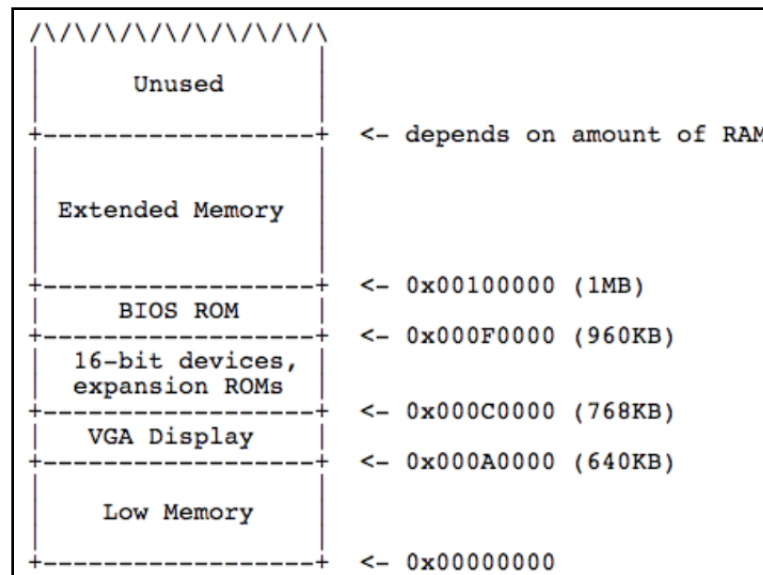 /\/\/\/\/\/\/\/\/\/\
Unused
+------------------+ <- depends on amount of RAM
Extended Memory
+------------------+ <- 0x00100000 (1MB)
| BIOS ROM |
+------------------+ <- 0x000F0000 (960KB)
| 16-bit devices, |
| expansion ROMs |
+------------------+ <- 0x000C0000 (768KB)
| VGA Display |
+------------------+ <- 0x000A0000 (640KB)
| Low Memory |
+------------------+ <- 0x00000000